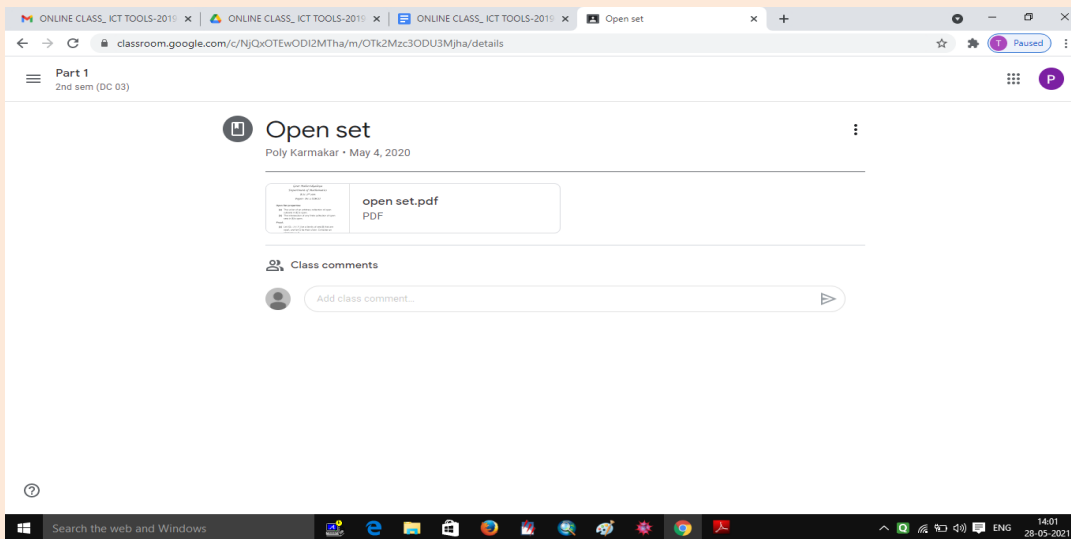 ONLINE CLASS_ ICT TOOLS-2019
ONLINE CLASS_ ICT TOOLS-2019
ONLINE CLASS_ ICT TOOLS-2019
Open set
classroom.google.com/c/NjQxOTEwODI2MTha/m/OTk2Mzc3ODU3Mjha/details
T Paused
Part 1
2nd sem (DC 03)
P
Open set
Poly Karmakar • May 4, 2020
open set.pdf
PDF
Class comments
Add class comment...
Search the web and Windows
ENG
14:01
28-05-2021